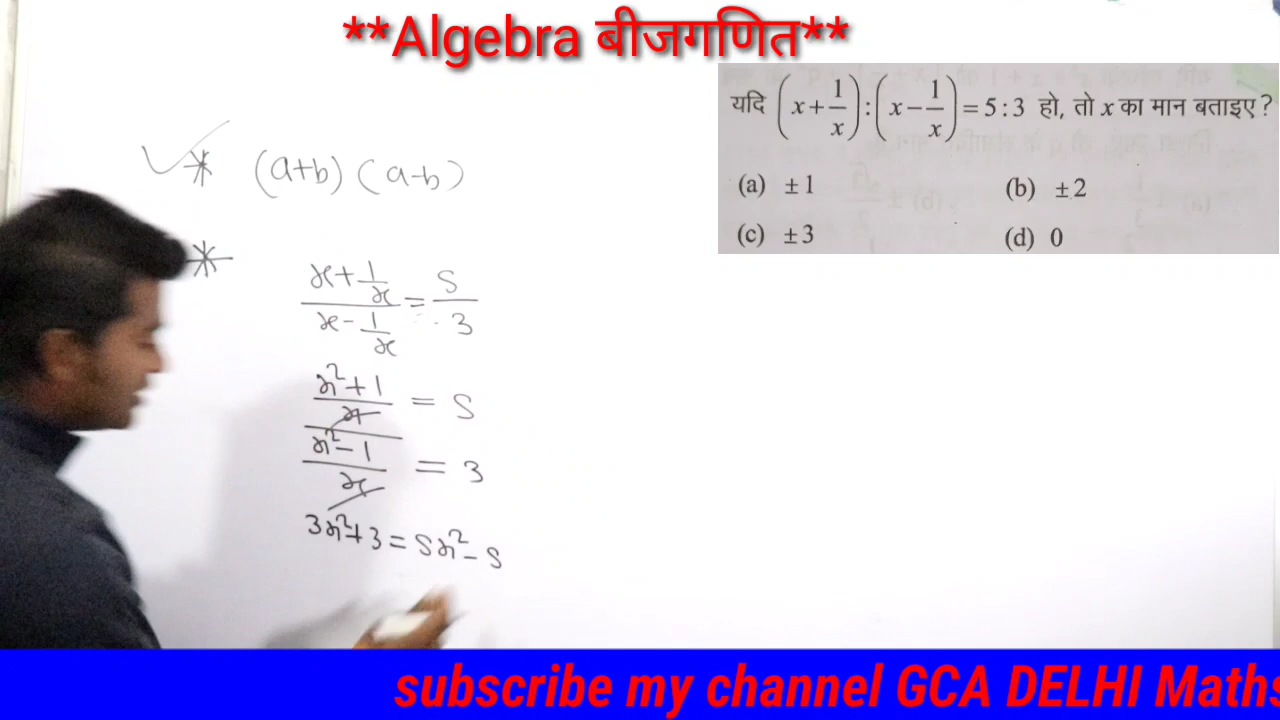 **Algebra बीजगणित**
यदि (x+1/x):(x−1/x)=5:3 हो, तो x का मान बताइए?
(a) ±1 (b) ±2
(c) ±3 (d) 0
* (a+b)(a-b)
*
x+1/x / x-1/x = 5/3
x²+1/x = 5
x²-1/x = 3
3x²+3=5x²-5
subscribe my channel GCA DELHI Maths